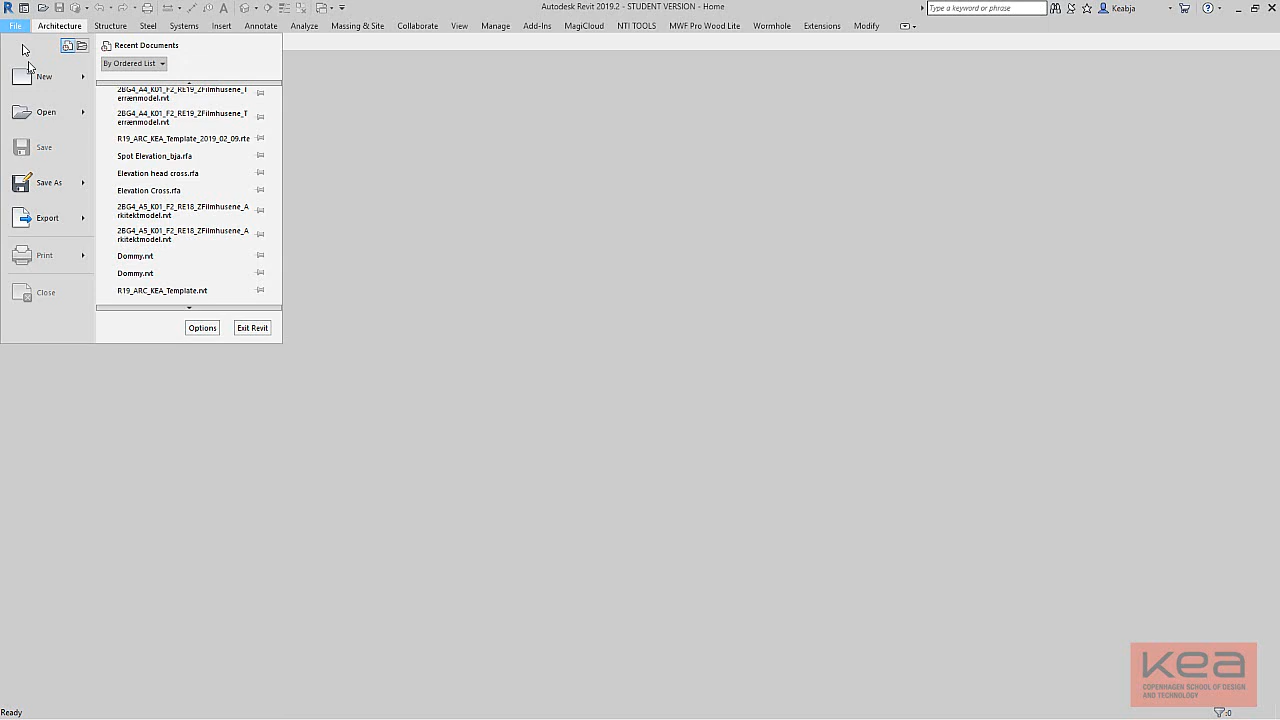 Autodesk Revit 2019.2 - STUDENT VERSION - Home
Type a keyword or phrase
Keabja
File Architecture Structure Steel Systems Insert Annotate Analyze Massing & Site Collaborate View Manage Add-Ins MagiCloud NTI TOOLS MWF Pro Wood Lite Wormhole Extensions Modify
Recent Documents
By Ordered List
New
Open
Save
Save As
Export
Print
Close
2BG4_A4_K01_F2_RE19_ZFilmhusene_T
errænmodel.rvt
2BG4_A4_K01_F2_RE19_ZFilmhusene_T
errænmodel.rvt
R19_ARC_KEA_Template_2019_02_09.rte
Spot Elevation_bja.rfa
Elevation head cross.rfa
Elevation Cross.rfa
2BG4_A5_K01_F2_RE18_ZFilmhusene_A
rkitektmodel.rvt
2BG4_A5_K01_F2_RE18_ZFilmhusene_A
rkitektmodel.rvt
Dommy.rvt
Dommy.rvt
R19_ARC_KEA_Template.rvt
Options Exit Revit
kea
COPENHAGEN SCHOOL OF DESIGN
AND TECHNOLOGY
Ready
:0